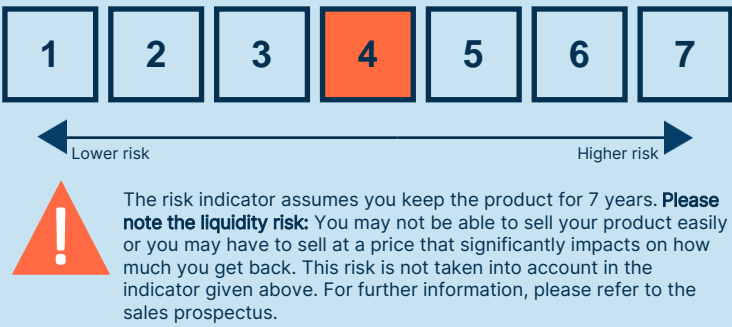 1 2 3 4 5 6 7
Lower risk Higher risk
!
The risk indicator assumes you keep the product for 7 years. Please
note the liquidity risk: You may not be able to sell your product easily
or you may have to sell at a price that significantly impacts on how
much you get back. This risk is not taken into account in the
indicator given above. For further information, please refer to the
sales prospectus.